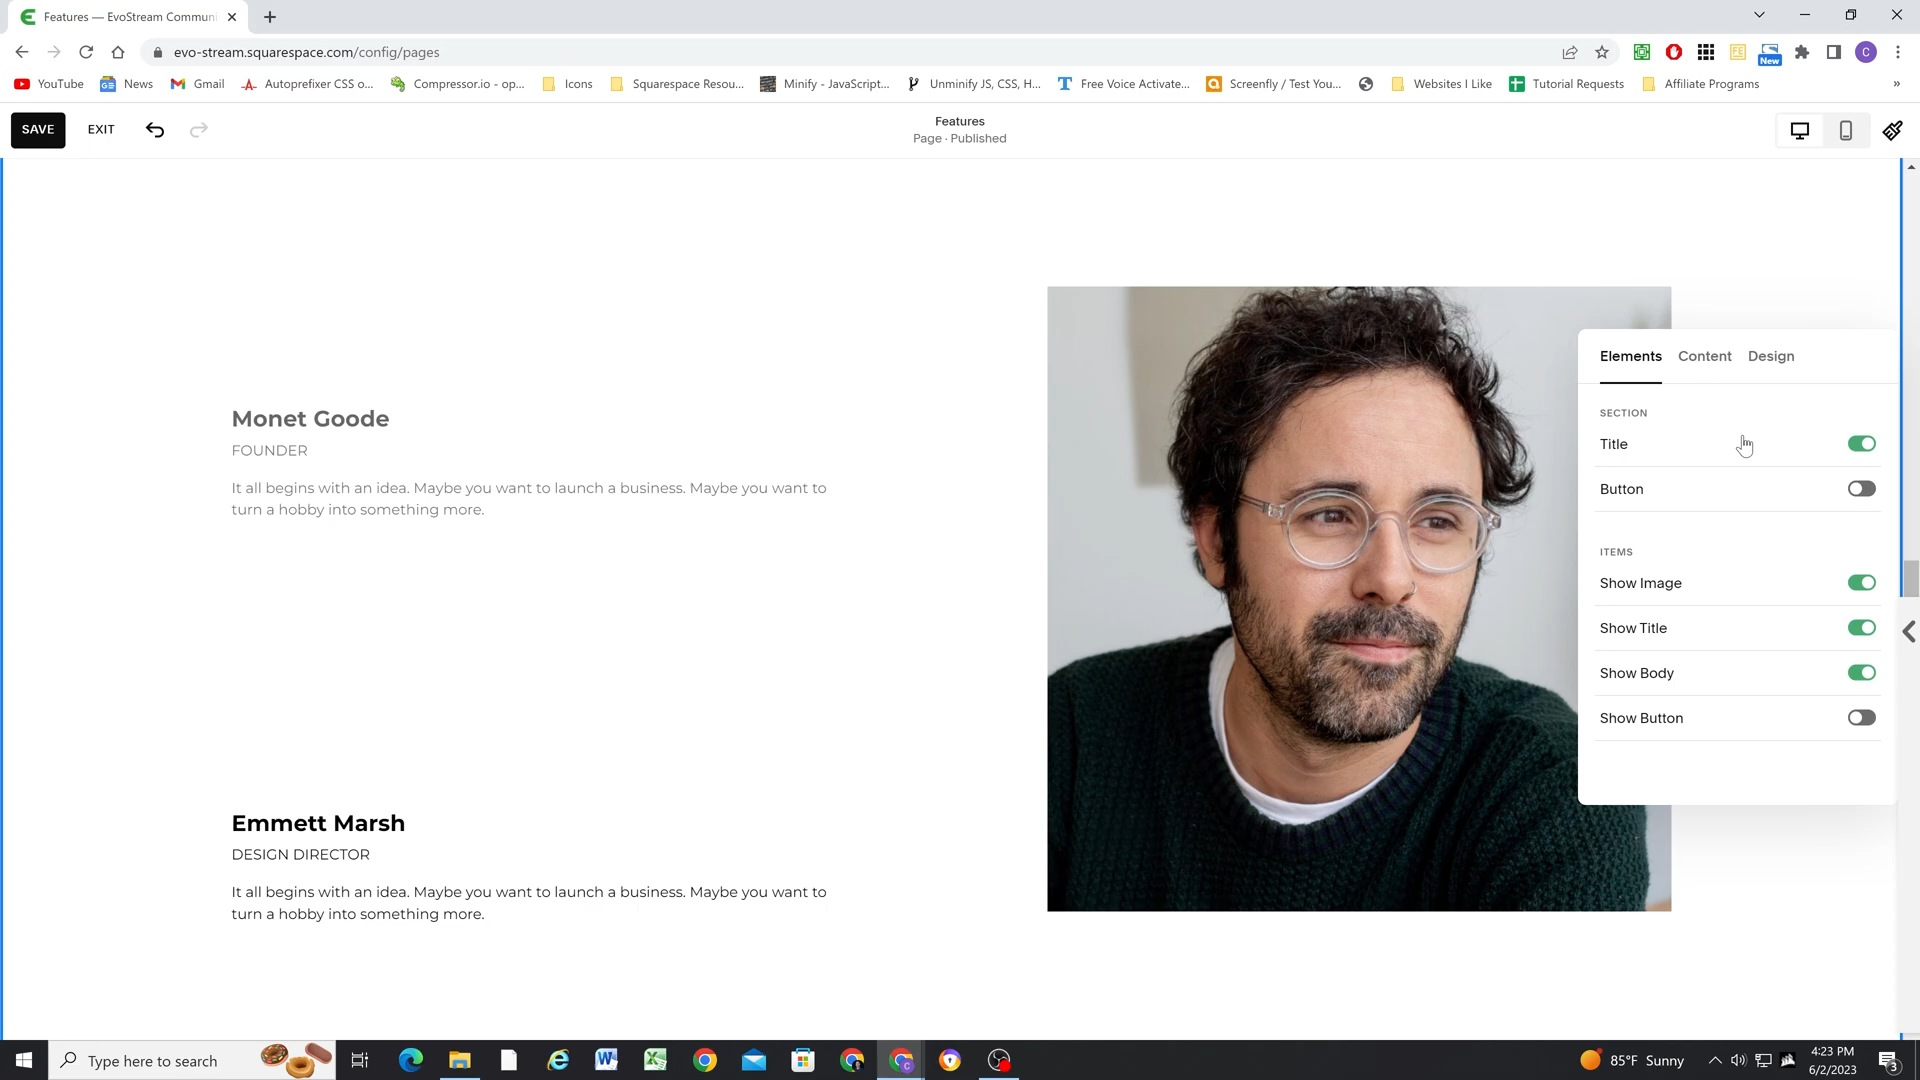 Features — EvoStream Communi
evo-stream.squarespace.com/config/pages
New
YouTube
News
Gmail
Autoprefixer CSS o...
Compressor.io - op...
Icons
Squarespace Resou...
Minify - JavaScript...
Unminify JS, CSS, H...
Free Voice Activate...
Screenfly / Test You...
Websites I Like
Tutorial Requests
Affiliate Programs
»
SAVE
EXIT
Features
Page · Published
Monet Goode
FOUNDER
It all begins with an idea. Maybe you want to launch a business. Maybe you want to
turn a hobby into something more.
Emmett Marsh
DESIGN DIRECTOR
It all begins with an idea. Maybe you want to launch a business. Maybe you want to
turn a hobby into something more.
Elements Content Design
SECTION
Title
Button
ITEMS
Show Image
Show Title
Show Body
Show Button
Type here to search
85°F Sunny
4:23 PM
6/2/2023
3